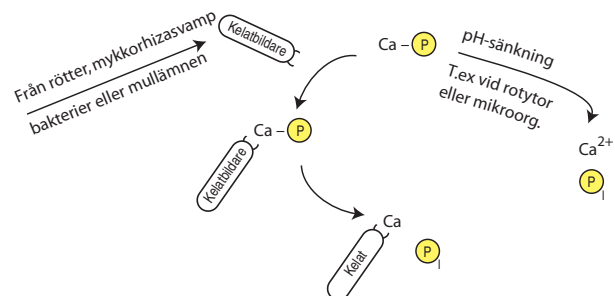 Från rötter, mykkorhizasvamp
bakterier eller mullämnen
Kelatbildare
Ca – P
pH-sänkning
T.ex vid rotytor
eller mikroorg.
Ca2+
P I
Ca – P
Kelatbildare
Ca
Kelat
P I